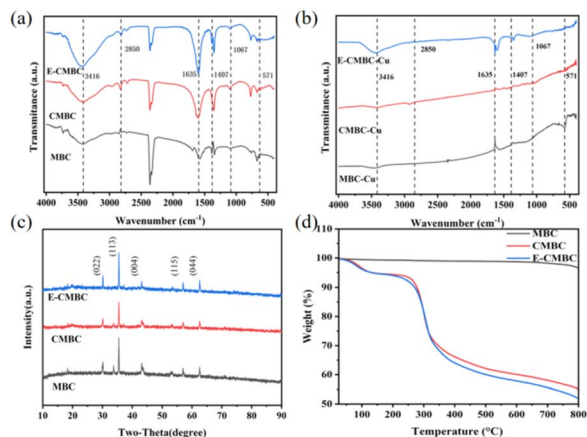 (a)
E-CMBC
CMBC
MBC
3416
2850
1635
1407
1067
571
Transmitance (a.u.)
4000 3500 3000 2500 2000 1500 1000 500
Wavenumber (cm-1)
(b)
E-CMBC-Cu
CMBC-Cu
MBC-Cu
3416
2850
1635
1407
1067
571
Transmitance (a.u.)
4000 3500 3000 2500 2000 1500 1000 500
Wavenumber (cm-1)
(c)
(022)
(113)
(004)
(115)
(044)
E-CMBC
CMBC
MBC
Intensity(a.u.)
10 20 30 40 50 60 70 80 90
Two-Theta(degree)
(d)
MBC
CMBC
E-CMBC
Weight (%)
100
90
80
70
60
50
100 200 300 400 500 600 700 800
Temperature (°C)